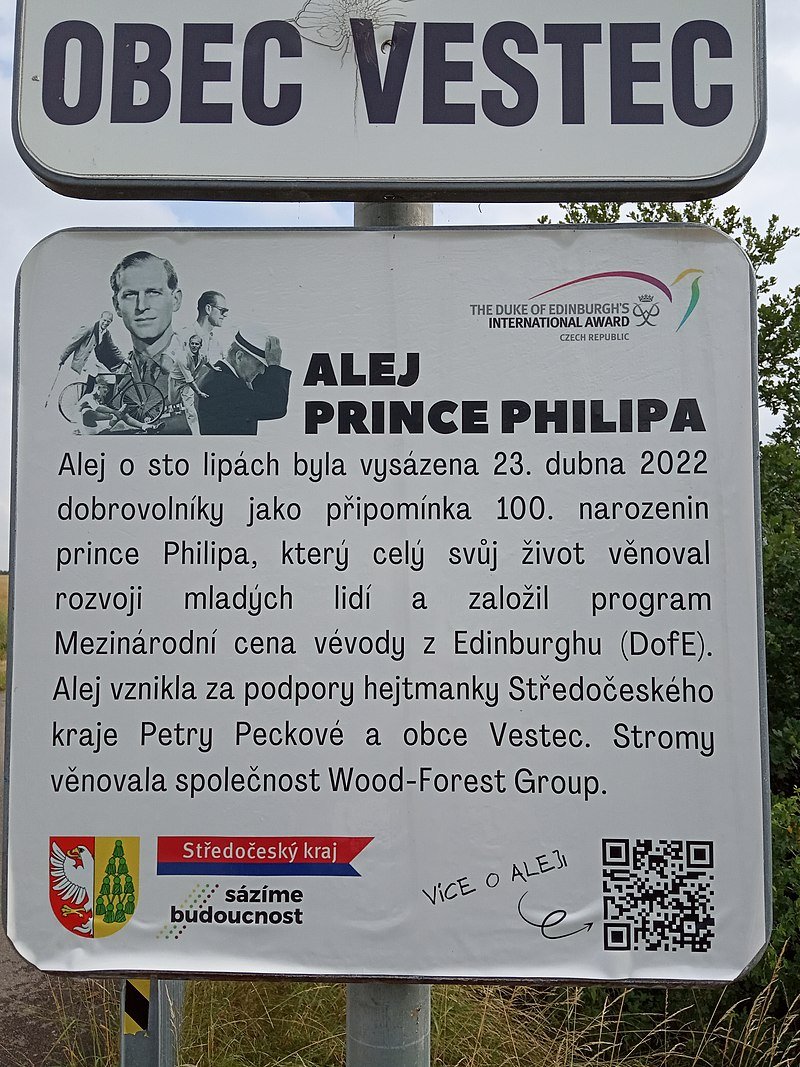 OBEC VESTEC
THE DUKE OF EDINBURGH'S
INTERNATIONAL AWARD
CZECH REPUBLIC
ALEJ
PRINCE PHILIPA
Alej o sto lipách byla vysázena 23. dubna 2022
dobrovolníky jako připomínka 100. narozenin
prince Philipa, který celý svůj život věnoval
rozvoji mladých lidí a založil program
Mezinárodní cena vévody z Edinburghu (DofE).
Alej vznikla za podpory hejtmanky Středočeského
kraje Petry Peckové a obce Vestec. Stromy
věnovala společnost Wood-Forest Group.
Středočeský kraj
sázíme
budoucnost
VÍCE O ALEJI